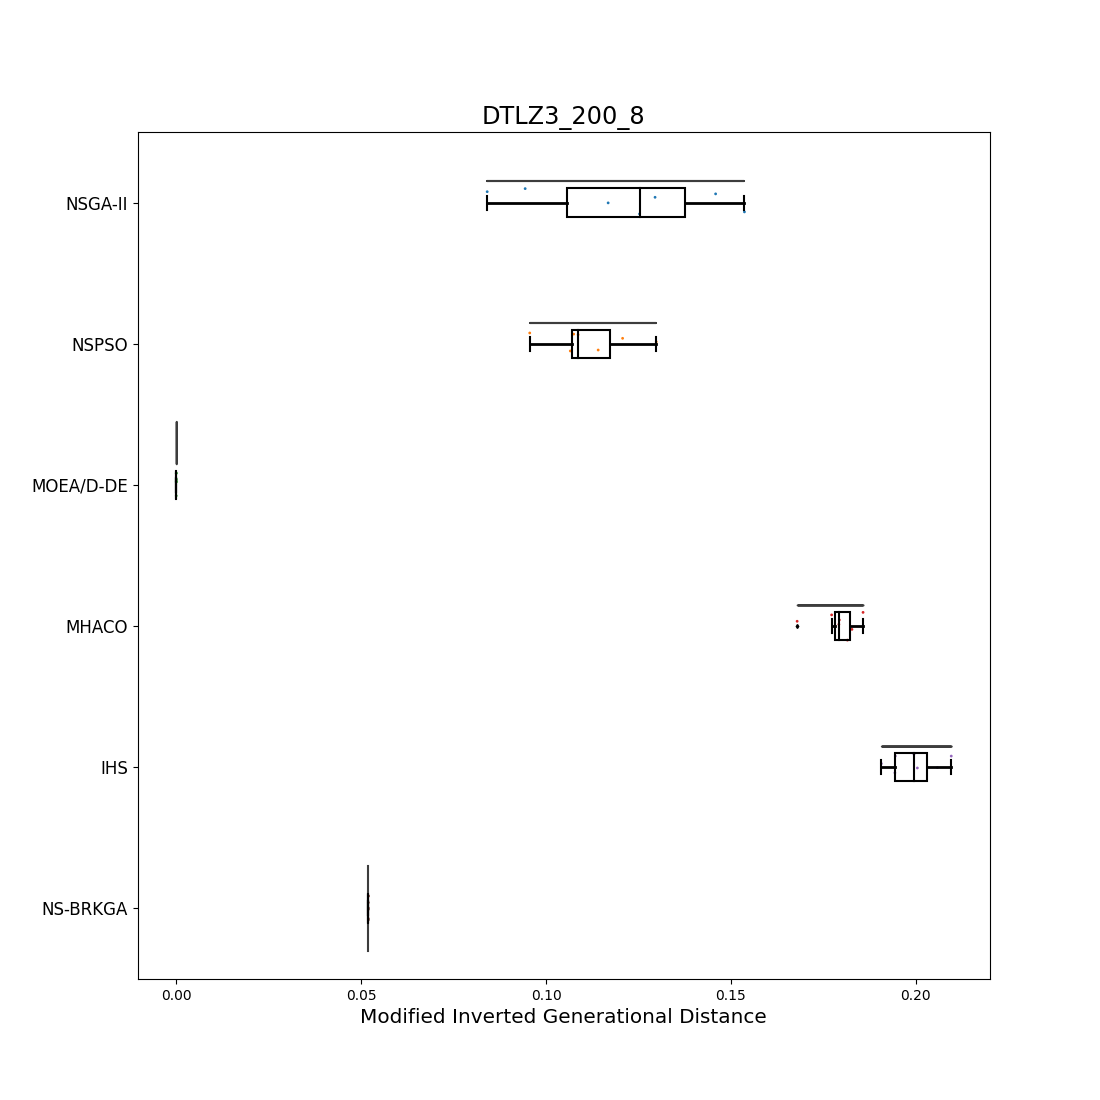 DTLZ3_200_8
NSGA-II
NSPSO
MOEA/D-DE
MHACO
IHS
NS-BRKGA
0.00 0.05 0.10 0.15 0.20
Modified Inverted Generational Distance